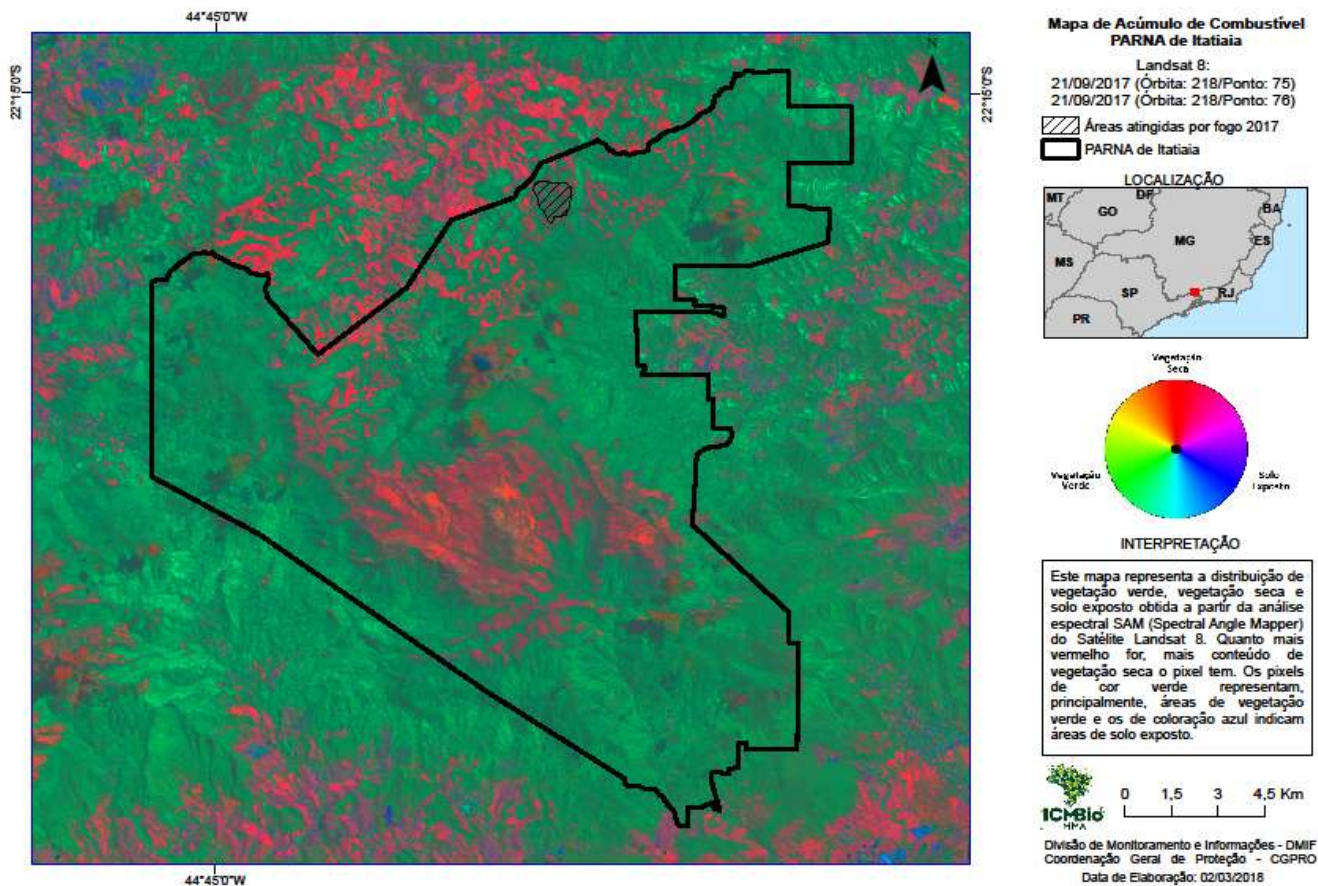 44°45'0"W
22°15'0"S
N
22°15'0"S
44°45'0"W
Mapa de Acúmulo de Combustível
PARNA de Itatiaia
Landsat 8:
21/09/2017 (Órbita: 218/Ponto: 75)
21/09/2017 (Órbita: 218/Ponto: 76)
Áreas atingidas por fogo 2017
PARNA de Itatiaia
LOCALIZAÇÃO
MT
DF
GO
BA
MG
ES
MS
SP
RJ
PR
Vegetação
Seca
Vegetação
Verde
Solo
Exposto
INTERPRETAÇÃO
Este mapa representa a distribuição de
vegetação verde, vegetação seca e
solo exposto obtida a partir da análise
espectral SAM (Spectral Angle Mapper)
do Satélite Landsat 8. Quanto mais
vermelho for, mais conteúdo de
vegetação seca o pixel tem. Os pixels
de cor verde representam,
principalmente, áreas de vegetação
verde e os de coloração azul indicam
áreas de solo exposto.
ICMBio
MMA
0 1,5 3 4,5 Km
Divisão de Monitoramento e Informações - DMIF
Coordenação Geral de Proteção - CGPRO
Data de Elaboração: 02/03/2018